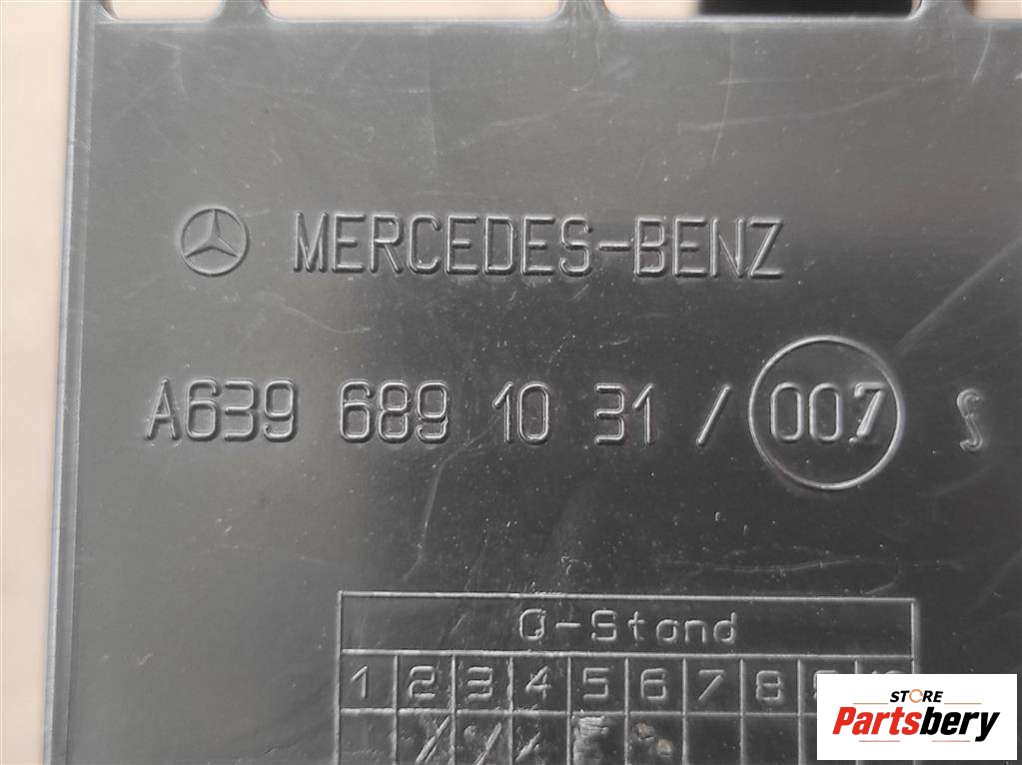 MERCEDES-BENZ
A639 689 10 31 / 007
Q-Stand
1 2 3 4 5 6 7 8
STORE
Partsbery